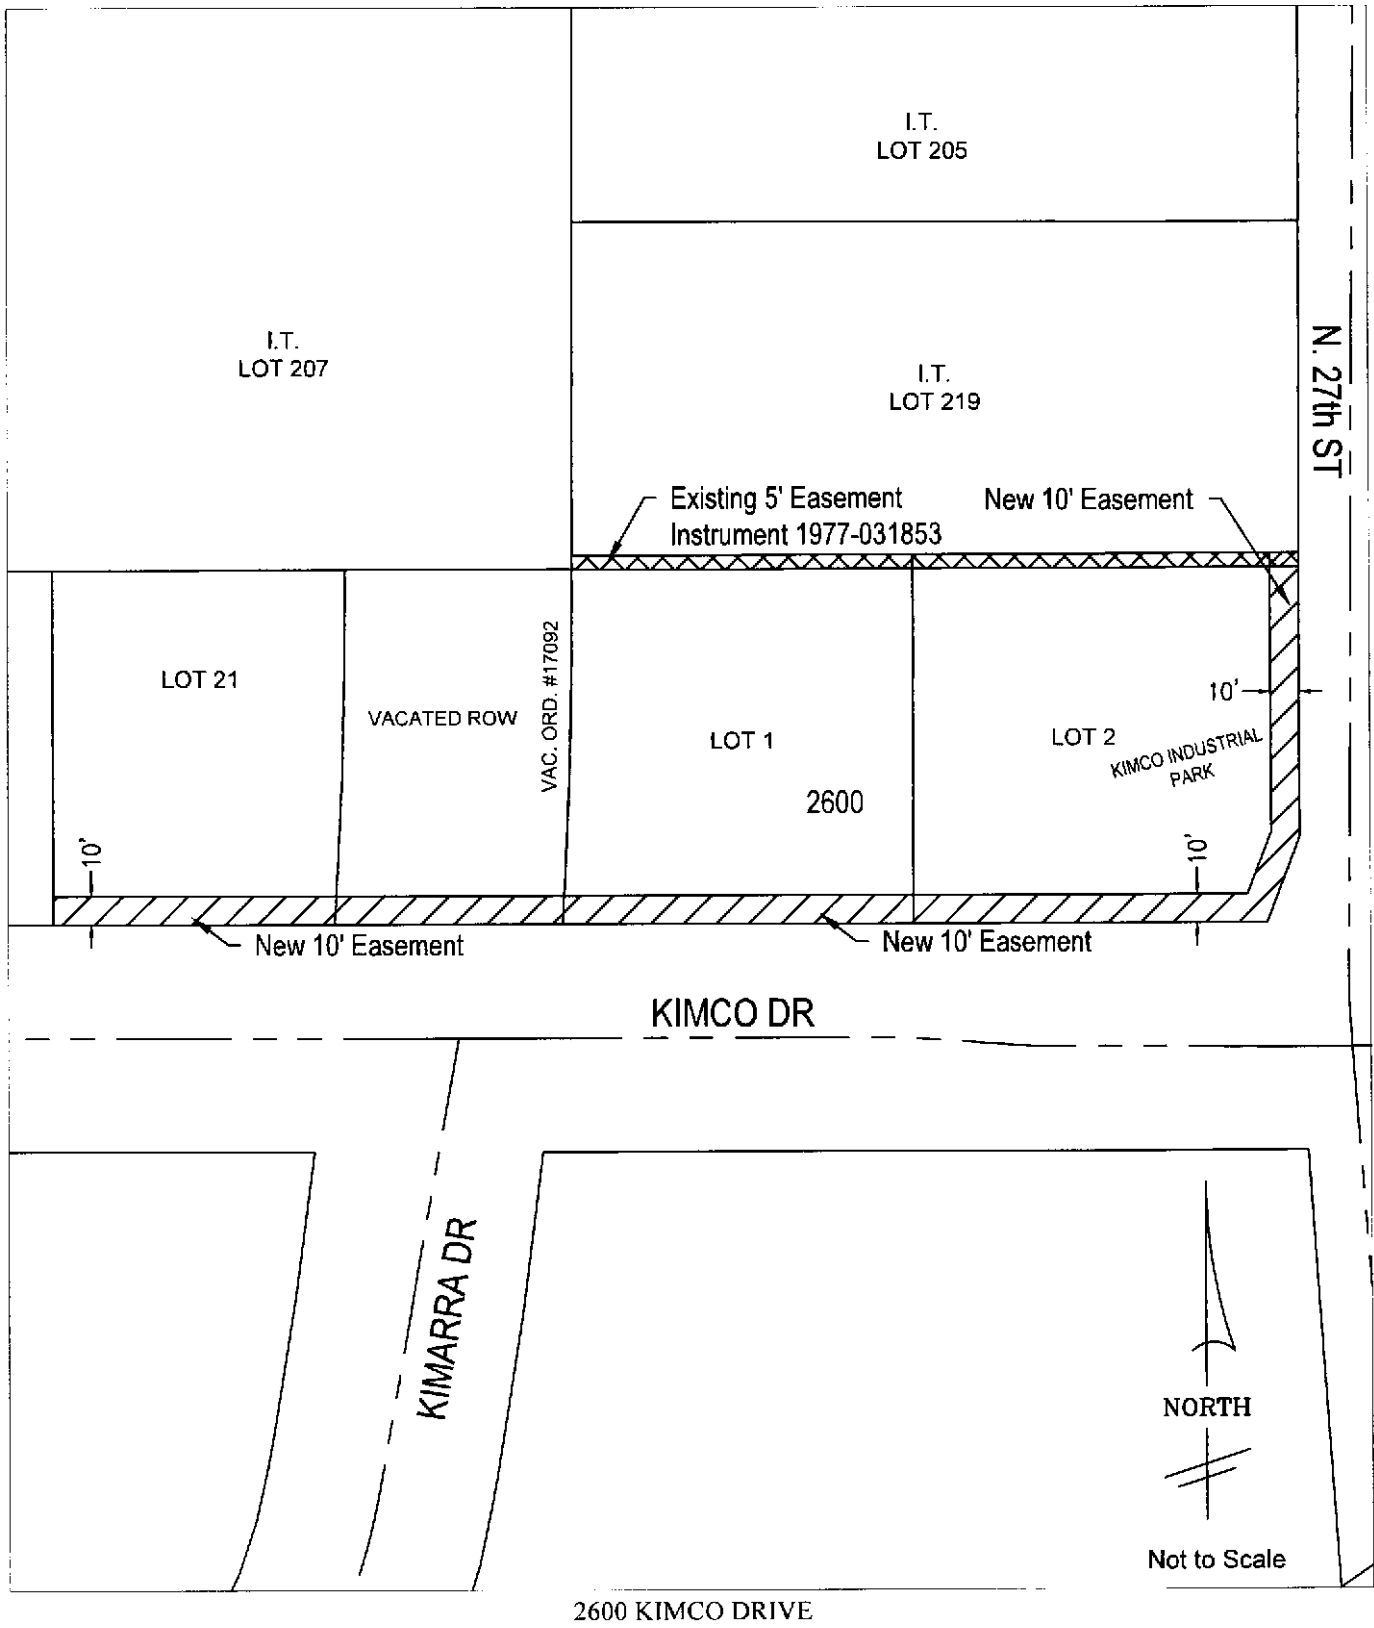 I.T.
LOT 205
I.T.
LOT 207
I.T.
LOT 219
N. 27th ST
Existing 5' Easement
Instrument 1977-031853
New 10' Easement
LOT 21
VACATED ROW
VAC. ORD. #17092
LOT 1
2600
LOT 2
KIMCO INDUSTRIAL
PARK
10'
10'
10'
New 10' Easement
New 10' Easement
KIMCO DR
KIMARRA DR
NORTH
Not to Scale
2600 KIMCO DRIVE